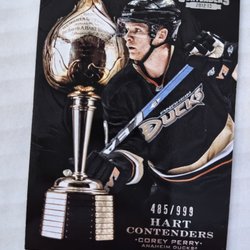 DUCKS
485/999
HART
CONTENDERS
•COREY PERRY•
ANAHEIM DUCKS